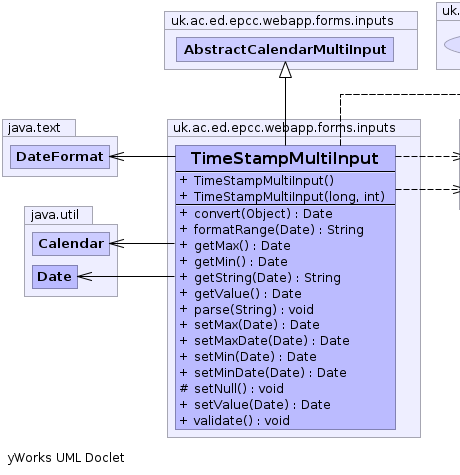 uk.ac.ed.epcc.webapp.forms.inputs
uk.
AbstractCalendarMultiInput
java.text
DateFormat
uk.ac.ed.epcc.webapp.forms.inputs
TimeStampMultiInput
+ TimeStampMultiInput()
+ TimeStampMultiInput(long, int)
+ convert(Object) : Date
+ formatRange(Date) : String
+ getMax() : Date
+ getMin() : Date
+ getString(Date) : String
+ getValue() : Date
+ parse(String) : void
+ setMax(Date) : Date
+ setMaxDate(Date) : Date
+ setMin(Date) : Date
+ setMinDate(Date) : Date
# setNull() : void
+ setValue(Date) : Date
+ validate() : void
java.util
Calendar
Date
yWorks UML Doclet